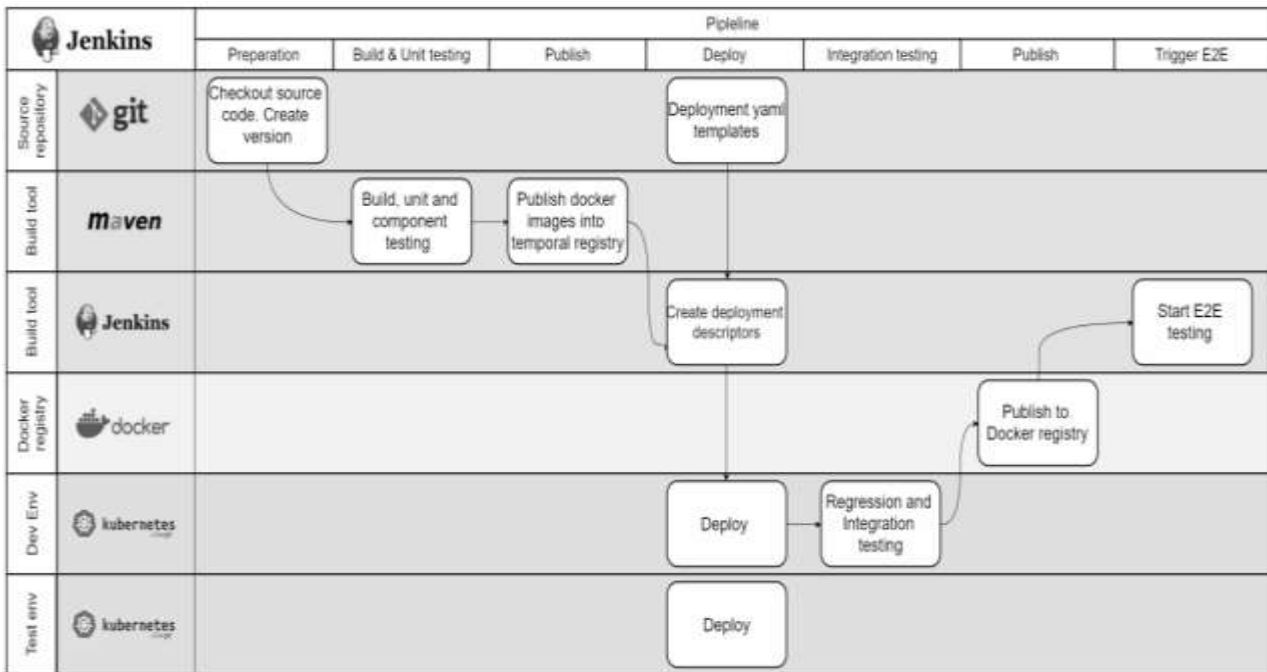 Jenkins
Pipleline
Preparation
Build & Unit testing
Publish
Deploy
Integration testing
Publish
Trigger E2E
Source
repository
git
Checkout source
code. Create
version
Deployment yaml
templates
Build tool
maven
Build, unit and
component
testing
Publish docker
images into
temporal registry
Build tool
Jenkins
Create deployment
descriptors
Start E2E
testing
Docker
registry
docker
Publish to
Docker registry
Dev Env
kubernetes
Deploy
Regression and
Integration
testing
Test env
kubernetes
Deploy